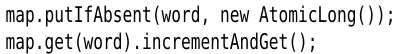 map.putIfAbsent(word, new AtomicLong());
map.get(word).incrementAndGet();